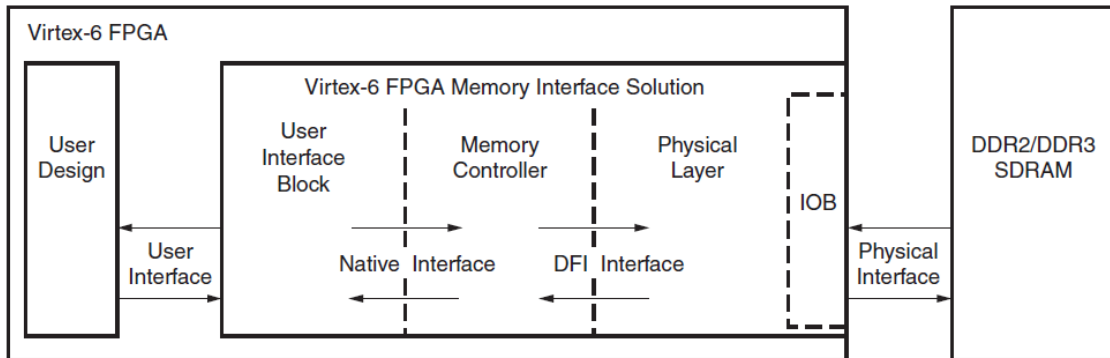 Virtex-6 FPGA
Virtex-6 FPGA Memory Interface Solution
User
Design
User
Interface
Block
Memory
Controller
Physical
Layer
IOB
DDR2/DDR3
SDRAM
User
Interface
Native Interface
DFI Interface
Physical
Interface